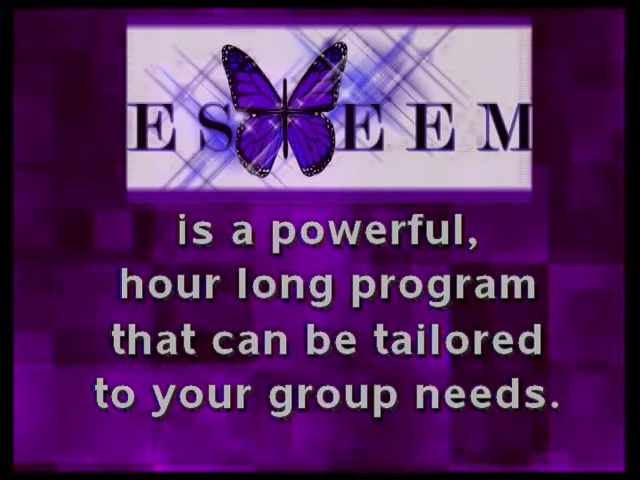 ESTEEM
is a powerful,
hour long program
that can be tailored
to your group needs.